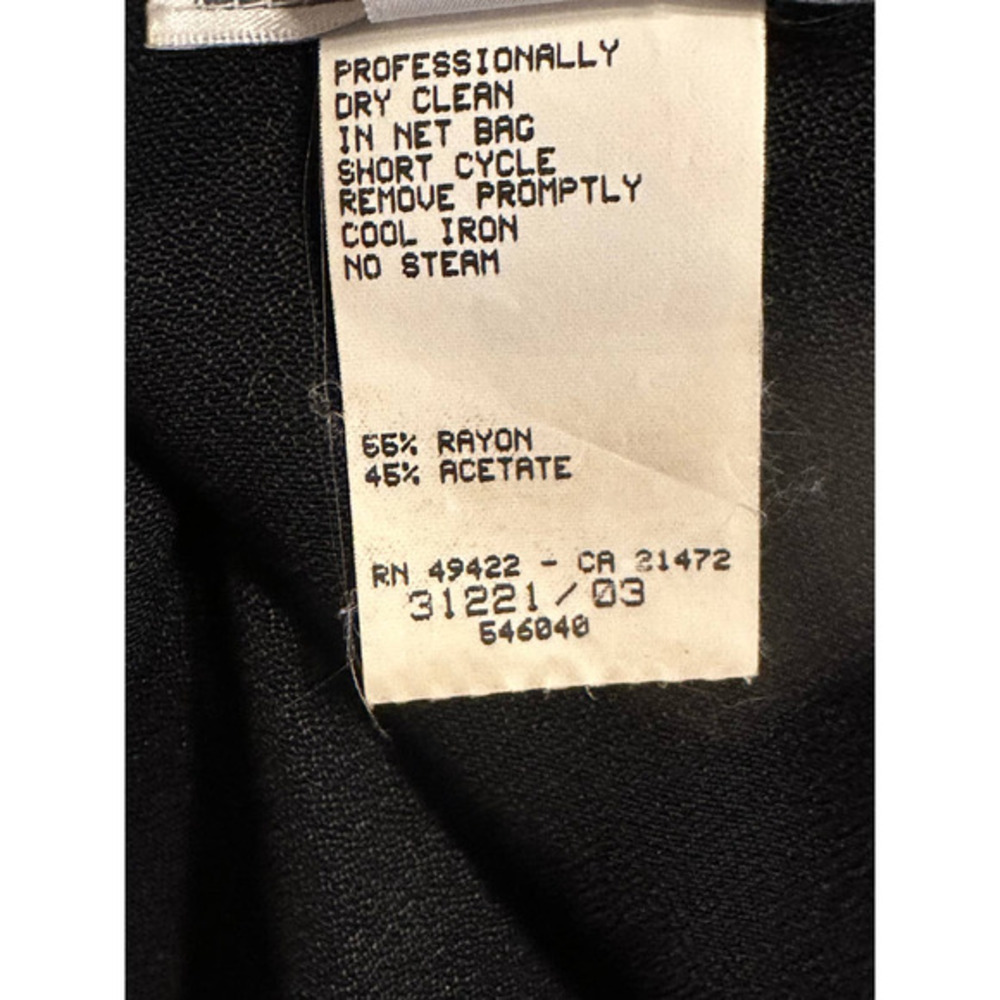 PROFESSIONALLY
DRY CLEAN
IN NET BAG
SHORT CYCLE
REMOVE PROMPTLY
COOL IRON
NO STEAM
55% RAYON
45% ACETATE
RN 49422 - CA 21472
31221/03
546040